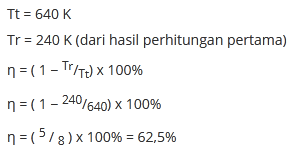 Tt = 640 K
Tr = 240 K (dari hasil perhitungan pertama)
η = ( 1 – Tr/Tt) x 100%
η = ( 1 – 240/640) x 100%
η = ( 5 / 8 ) x 100% = 62,5%